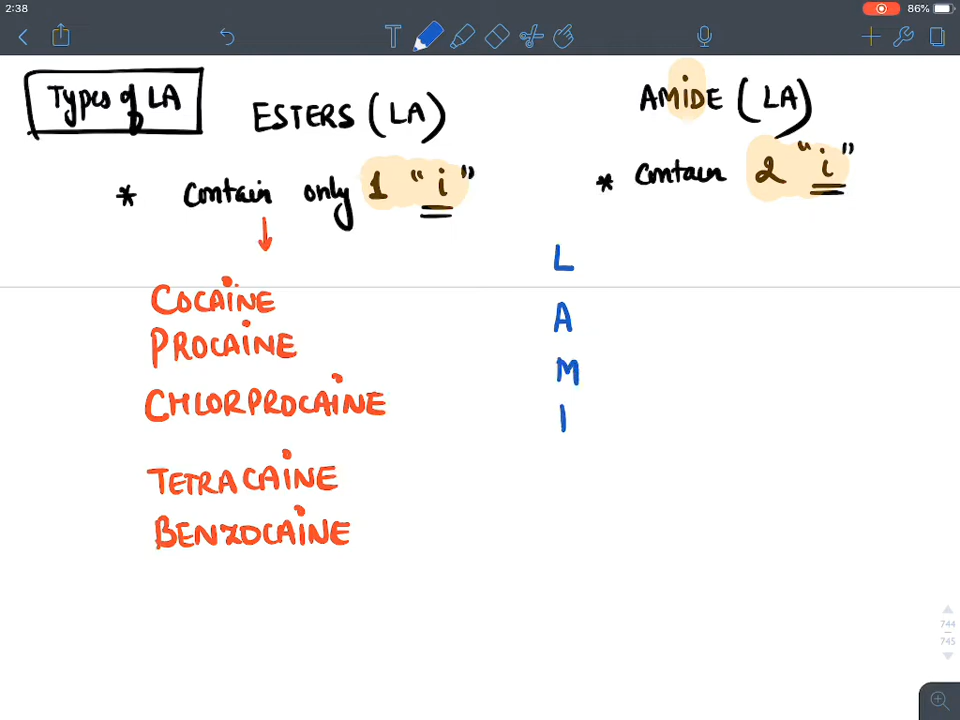 2:38
86%
T
Types of LA
ESTERS (LA)
AMIDE (LA)
* Contain only 1 "i"
* Contain 2 "i"
COCAiNE
PROCAiNE
CHLORPROCAiNE
TETRACAiNE
BENZOCAiNE
L
A
M
I
744
745